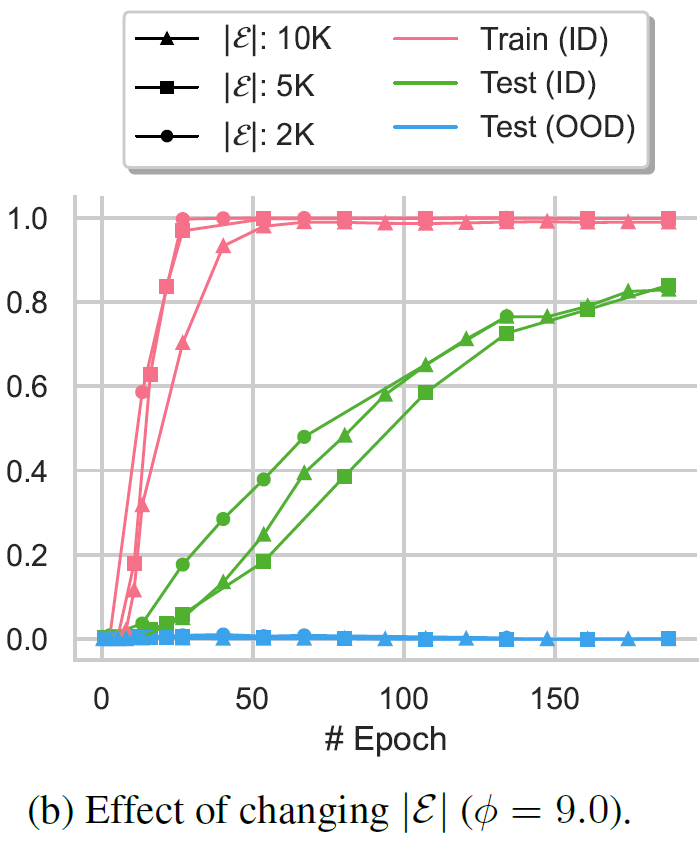 |ℰ|: 10K Train (ID)
|ℰ|: 5K Test (ID)
|ℰ|: 2K Test (OOD)
1.0
0.8
0.6
0.4
0.2
0.0
0 50 100 150
# Epoch
(b) Effect of changing |ℰ| (ϕ = 9.0).